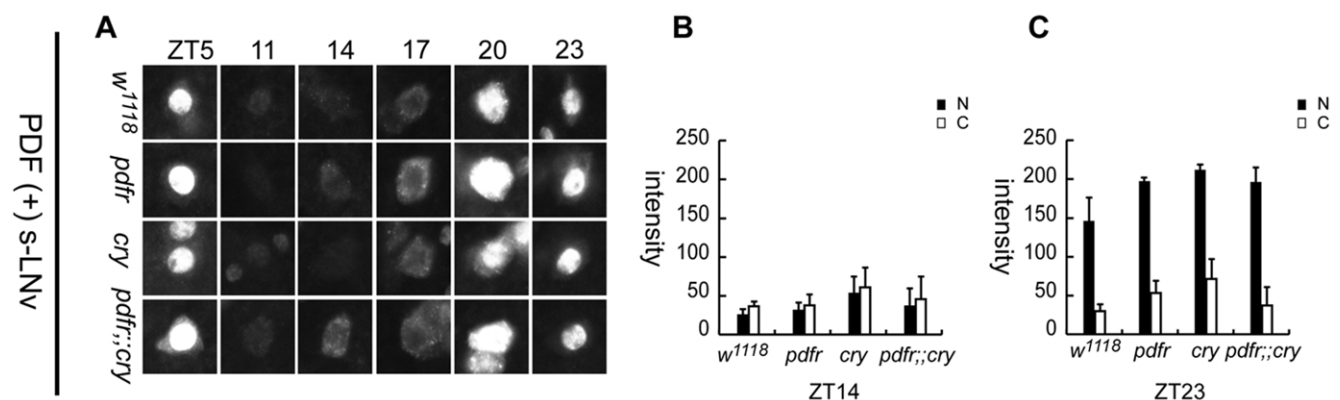 PDF (+) s-LNv
A
ZT5 11 14 17 20 23
w1118
pdfr
cry
pdfr;;cry
B
N
C
250
200
150
100
50
0
intensity
w1118 pdfr cry pdfr;;cry
ZT14
C
N
C
250
200
150
100
50
0
intensity
w1118 pdfr cry pdfr;;cry
ZT23